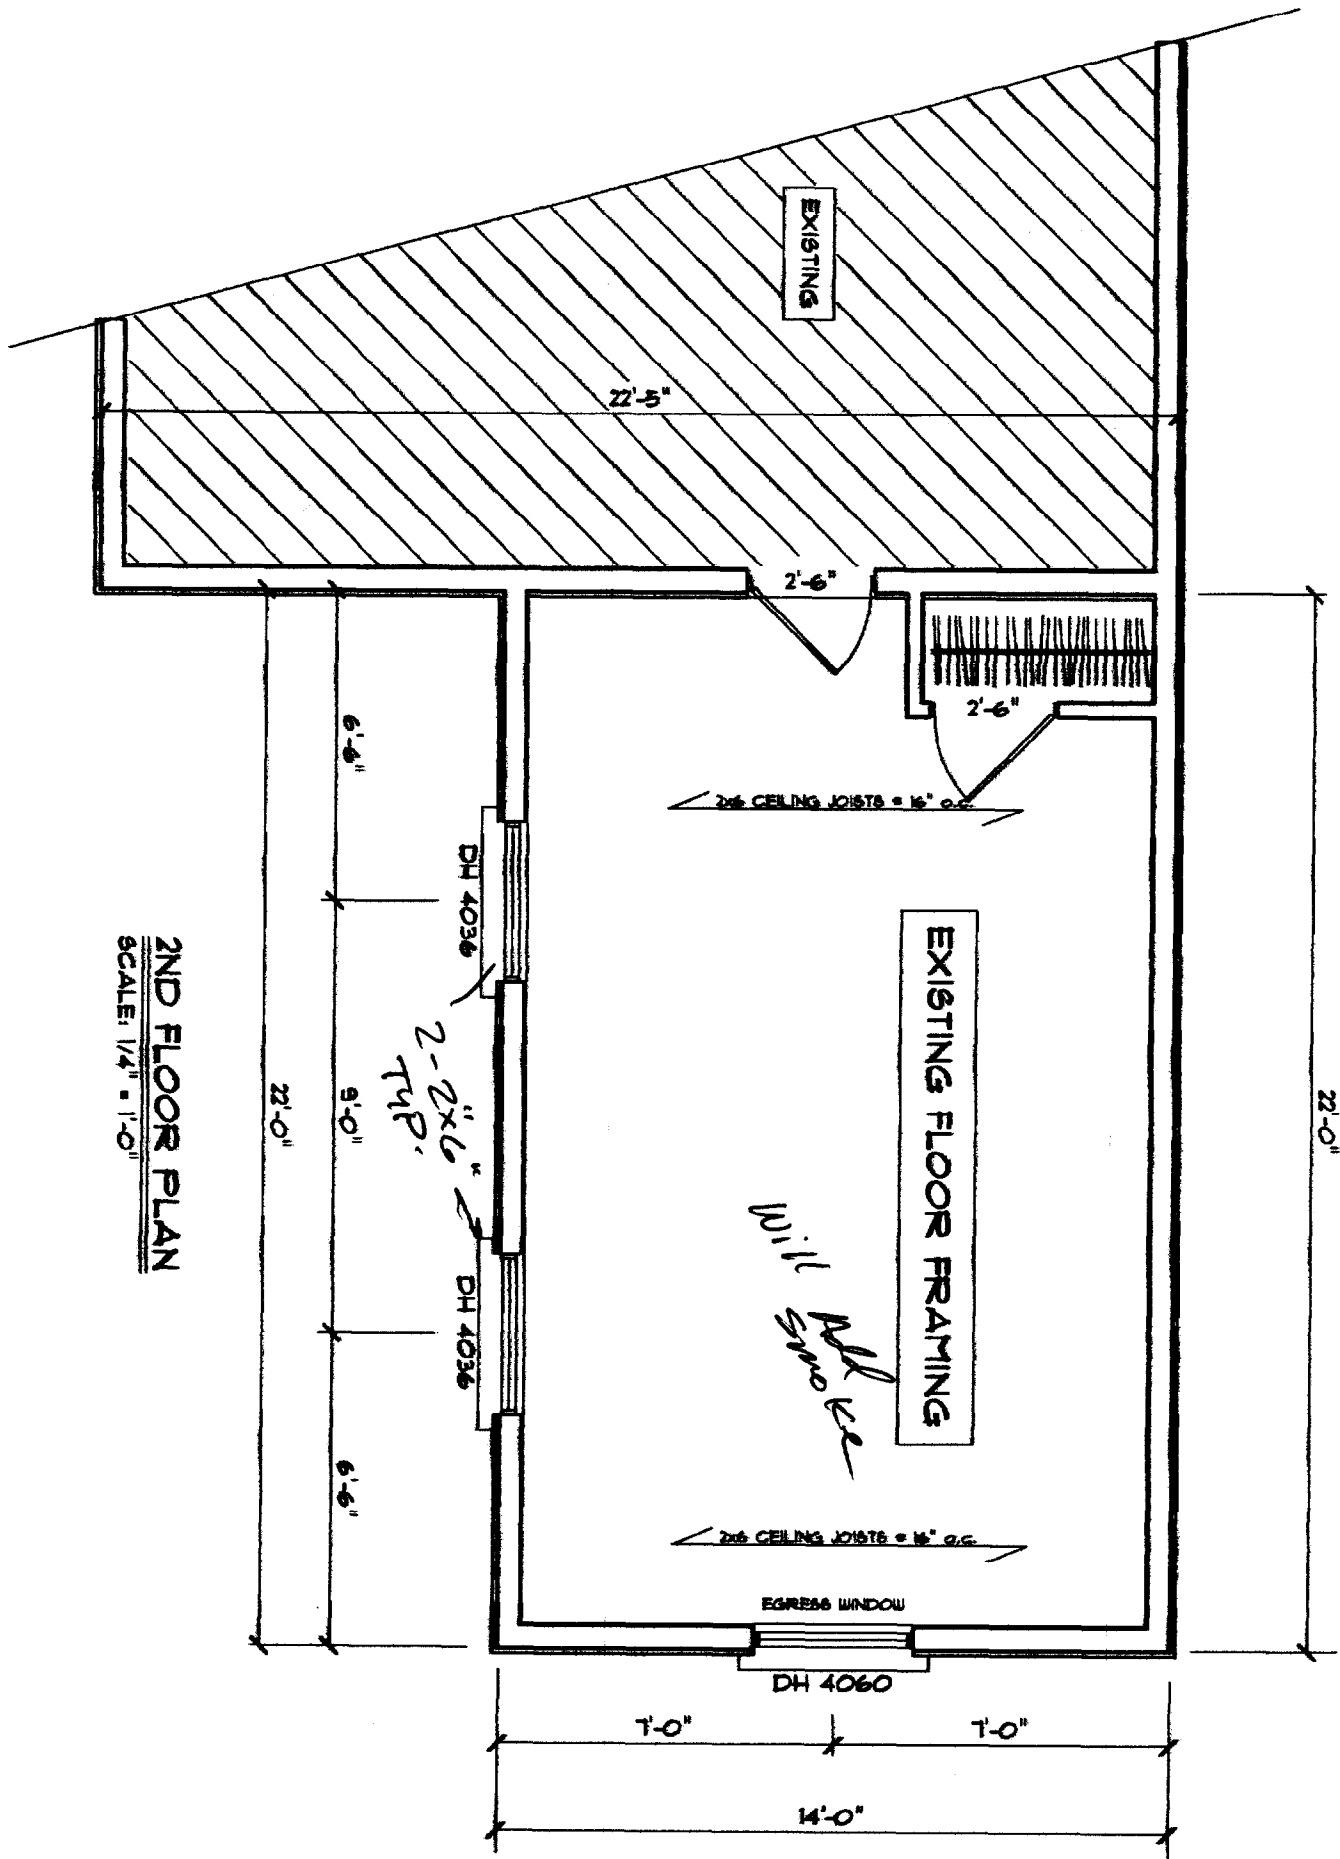 EXISTING
22'-5"
2'-6"
2'-6"
6'-6"
2x6 CEILING JOISTS @ 16" o.c.
DH 4036
EXISTING FLOOR FRAMING
2ND FLOOR PLAN
SCALE: 1/4" = 1'-0"
22'-0"
9'-0"
2-2x6"
TYP.
22'-0"
Will Add
Smoke
DH 4036
6'-6"
2x6 CEILING JOISTS @ 16" o.c.
EGRESS WINDOW
DH 4060
7'-0"
7'-0"
14'-0"